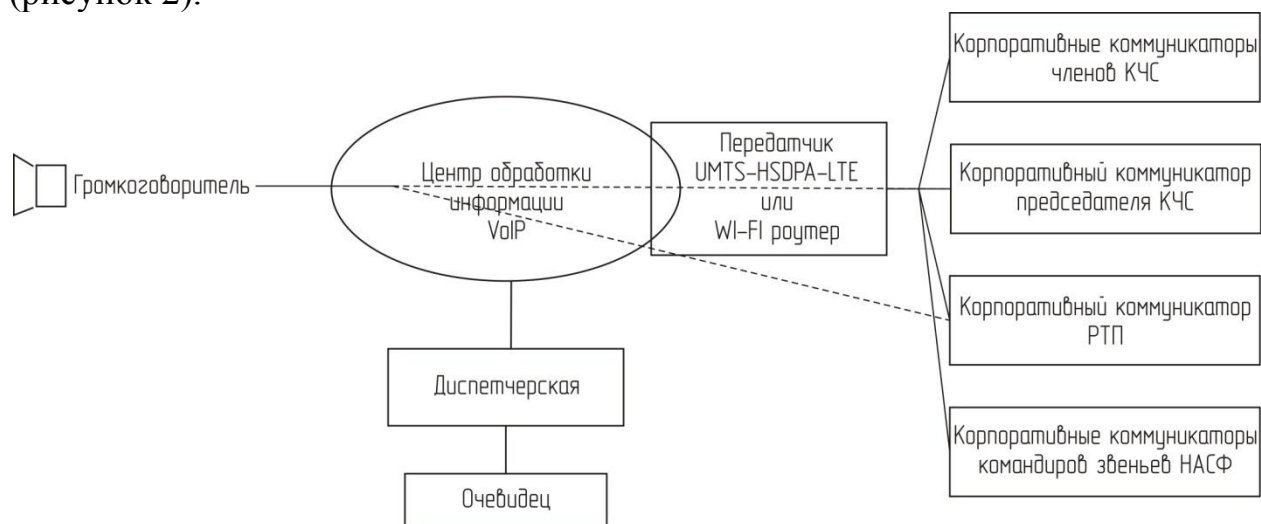 (рисунок 2).
Громкоговоритель
Центр обработки
информации
VoIP
Передатчик
UMTS-HSDPA-LTE
или
WI-FI роутер
Корпоративные коммуникаторы
членов КЧС
Корпоративный коммуникатор
председателя КЧС
Корпоративный коммуникатор
РТП
Корпоративные коммуникаторы
командиров звеньев НАСФ
Диспетчерская
Очевидец